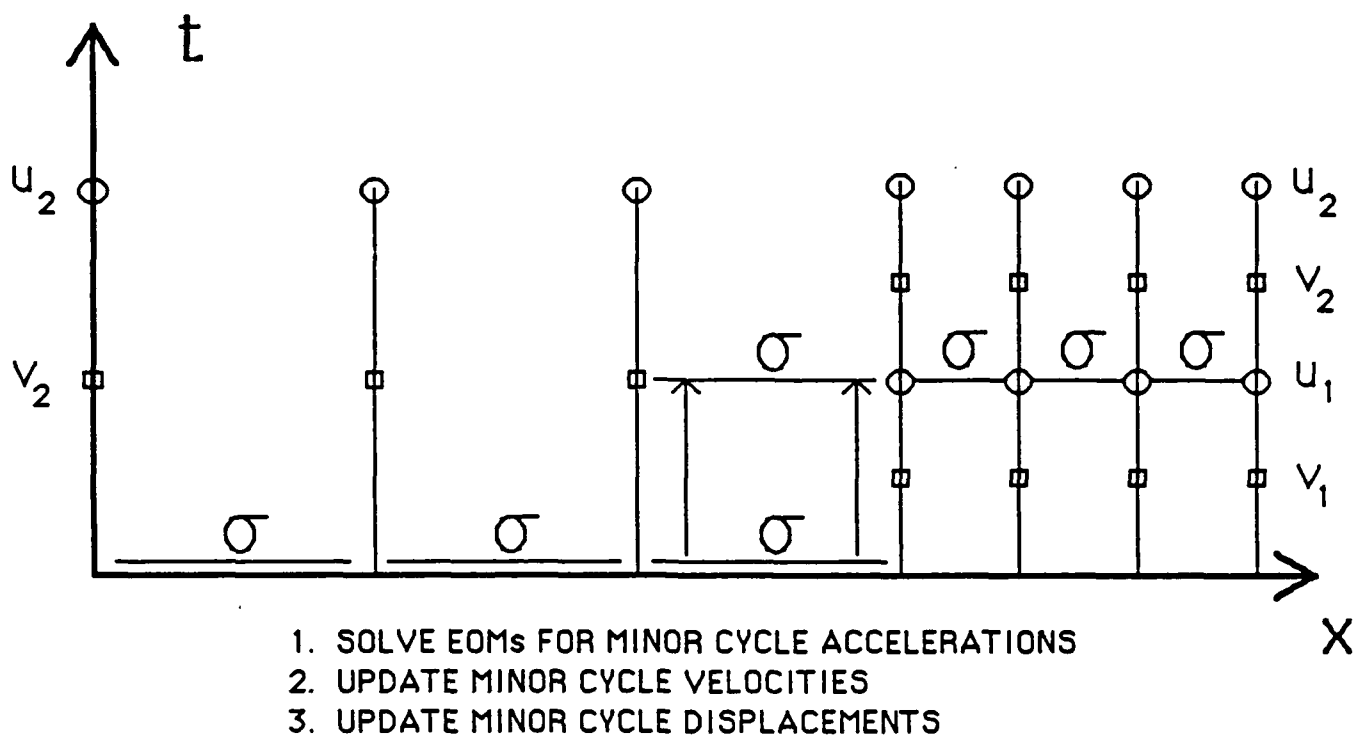 t
u₂ u₂
v₂
σ σ σ σ
v₂ u₁
v₁
σ σ σ
x
1. SOLVE EOMs FOR MINOR CYCLE ACCELERATIONS
2. UPDATE MINOR CYCLE VELOCITIES
3. UPDATE MINOR CYCLE DISPLACEMENTS